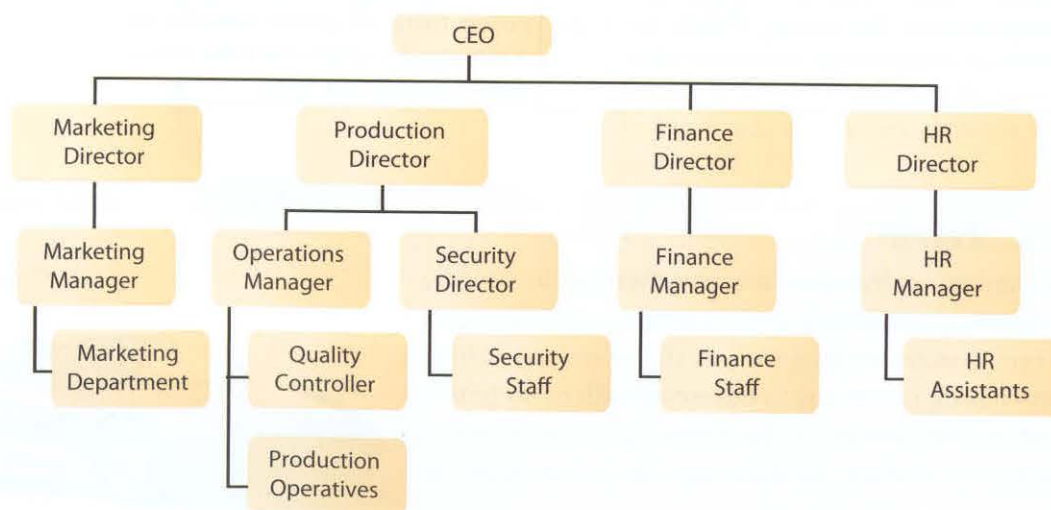 CEO
Marketing
Director
Production
Director
Finance
Director
HR
Director
Marketing
Manager
Operations
Manager
Security
Director
Finance
Manager
HR
Manager
Marketing
Department
Quality
Controller
Security
Staff
Finance
Staff
HR
Assistants
Production
Operatives